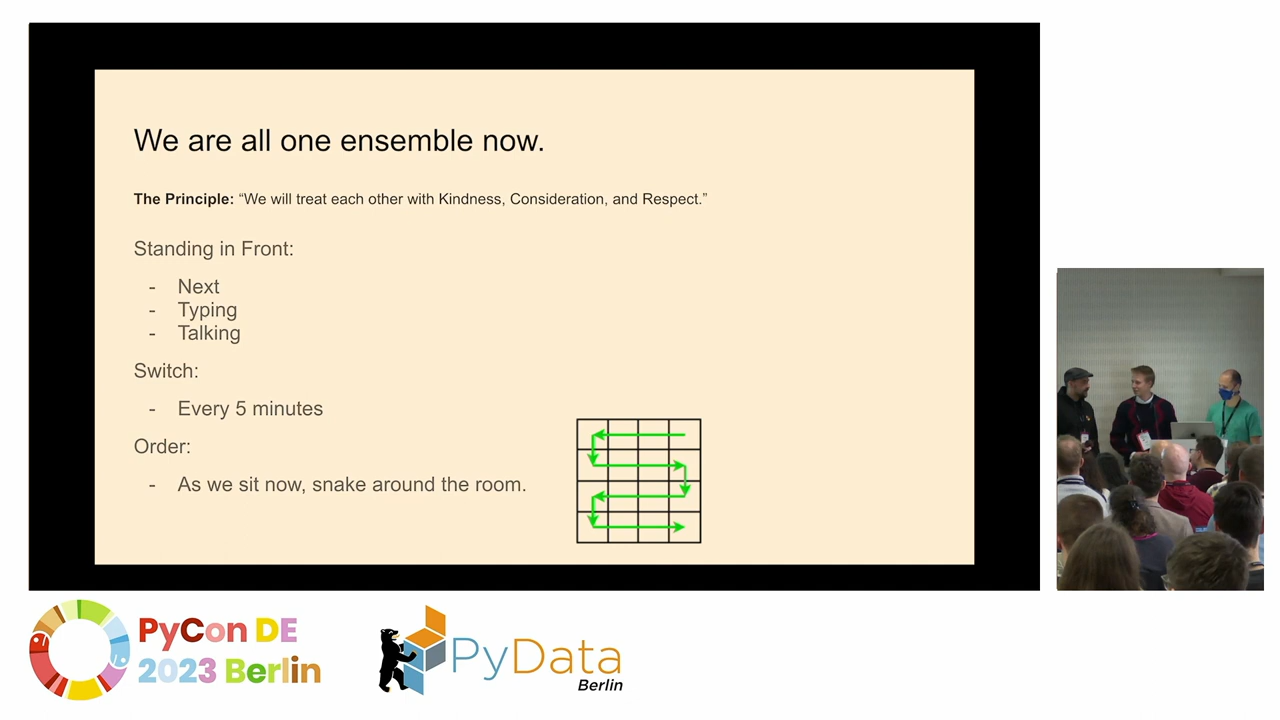 We are all one ensemble now.
The Principle: “We will treat each other with Kindness, Consideration, and Respect.”
Standing in Front:
- Next
- Typing
- Talking
Switch:
- Every 5 minutes
Order:
- As we sit now, snake around the room.
PyCon DE
2023 Berlin
PyData
Berlin